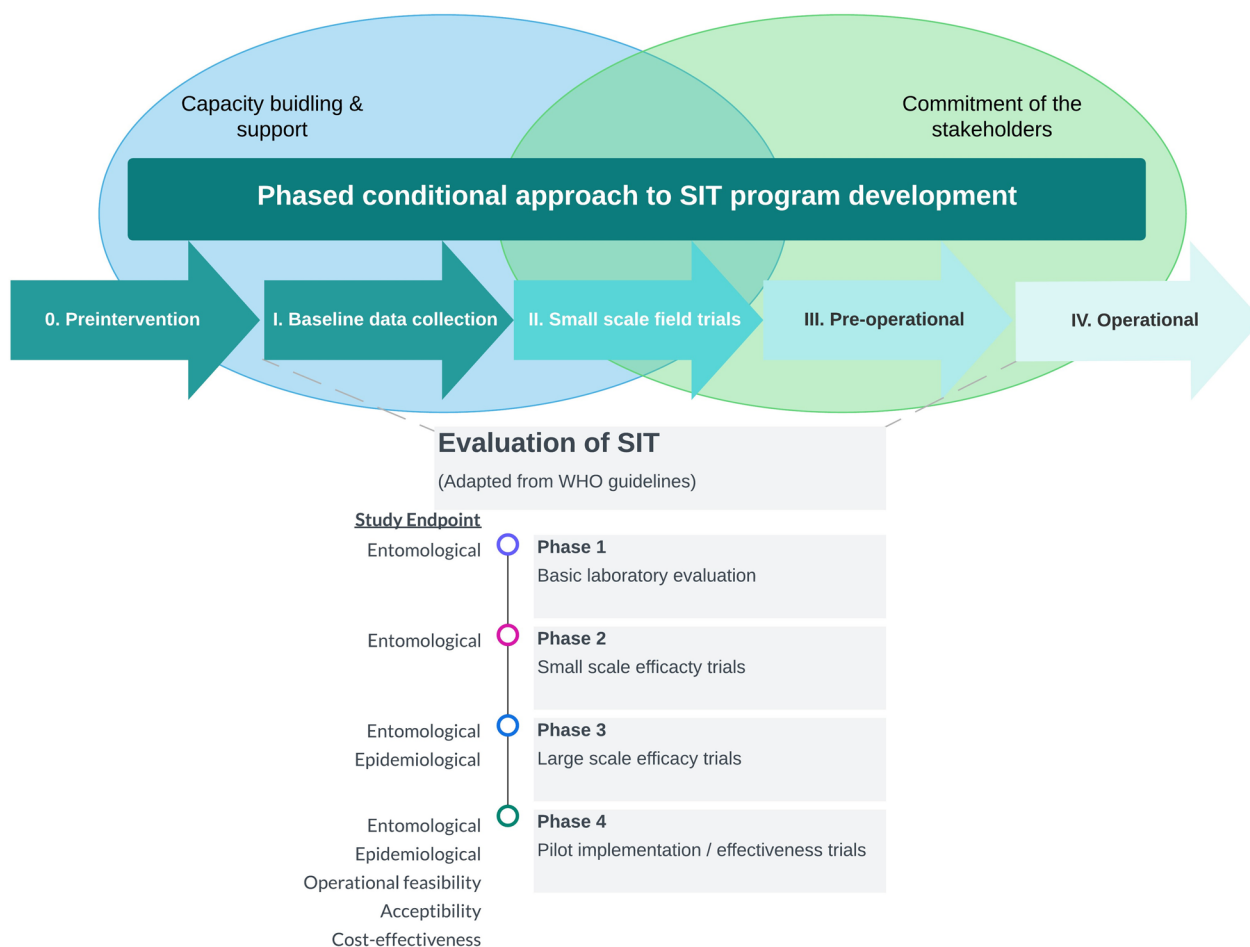 Capacity buidling &
support
Commitment of the
stakeholders
Phased conditional approach to SIT program development
0. Preintervention
I. Baseline data collection
II. Small scale field trials
III. Pre-operational
IV. Operational
Evaluation of SIT
(Adapted from WHO guidelines)
Study Endpoint
Entomological
Phase 1
Basic laboratory evaluation
Entomological
Phase 2
Small scale efficacty trials
Entomological
Epidemiological
Phase 3
Large scale efficacy trials
Entomological
Epidemiological
Operational feasibility
Acceptibility
Cost-effectiveness
Phase 4
Pilot implementation / effectiveness trials